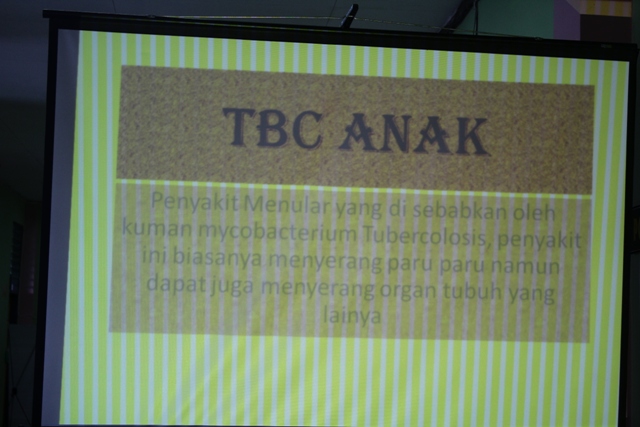 TBC ANAK
Penyakit Menular yang di sebabkan oleh
kuman mycobacterium Tubercolosis, penyakit
ini biasanya menyerang paru paru namun
dapat juga menyerang organ tubuh yang
lainya